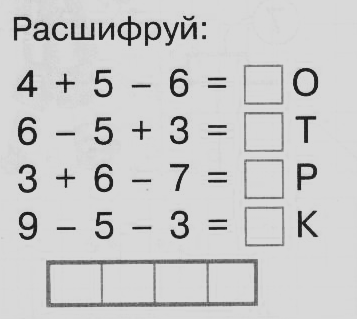 Расшифруй:
4 + 5 – 6 = О
6 – 5 + 3 = Т
3 + 6 – 7 = Р
9 – 5 – 3 = К